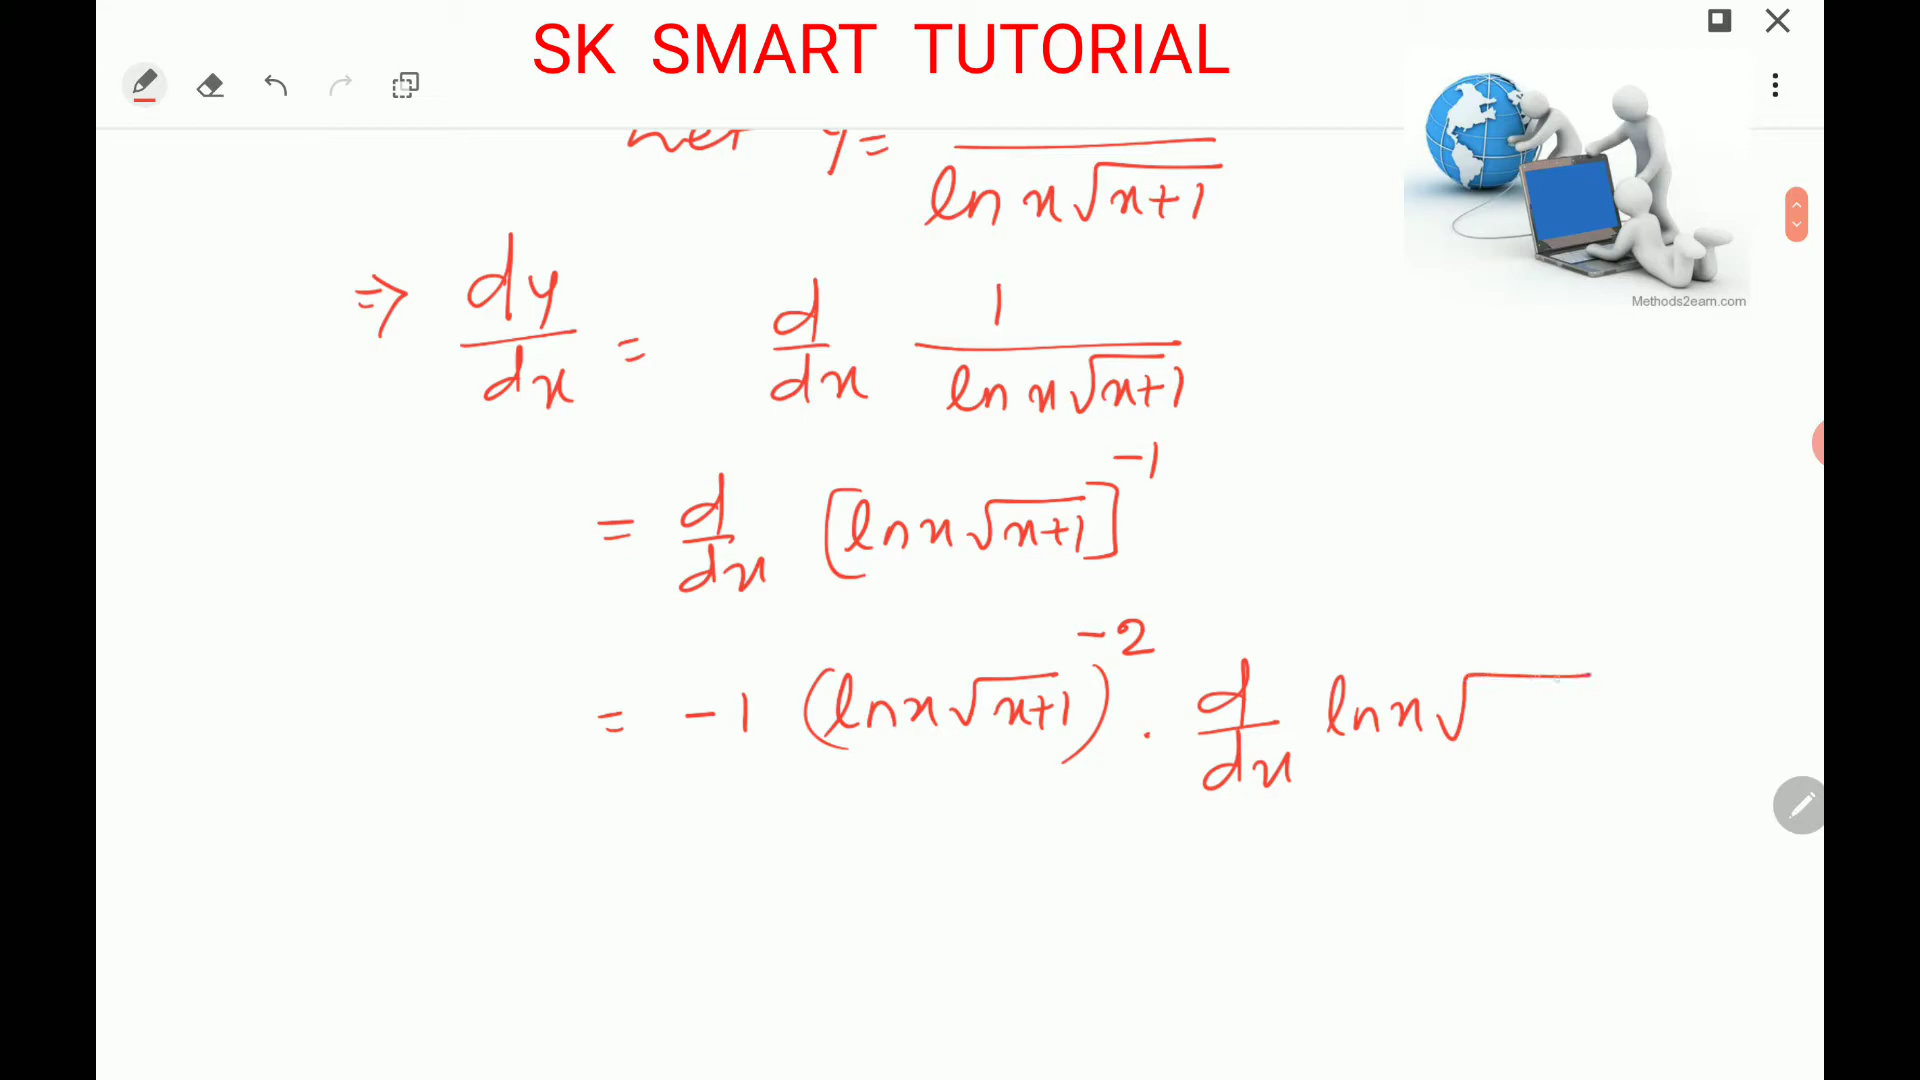 SK SMART TUTORIAL
y =
ln x√(x+1)
⇒ dy/dx = d/dx 1/(ln x√(x+1))
Methods2earn.com
= d/dx [ln x√(x+1)]^-1
= -1 (ln x√(x+1))^-2 . d/dx ln x√